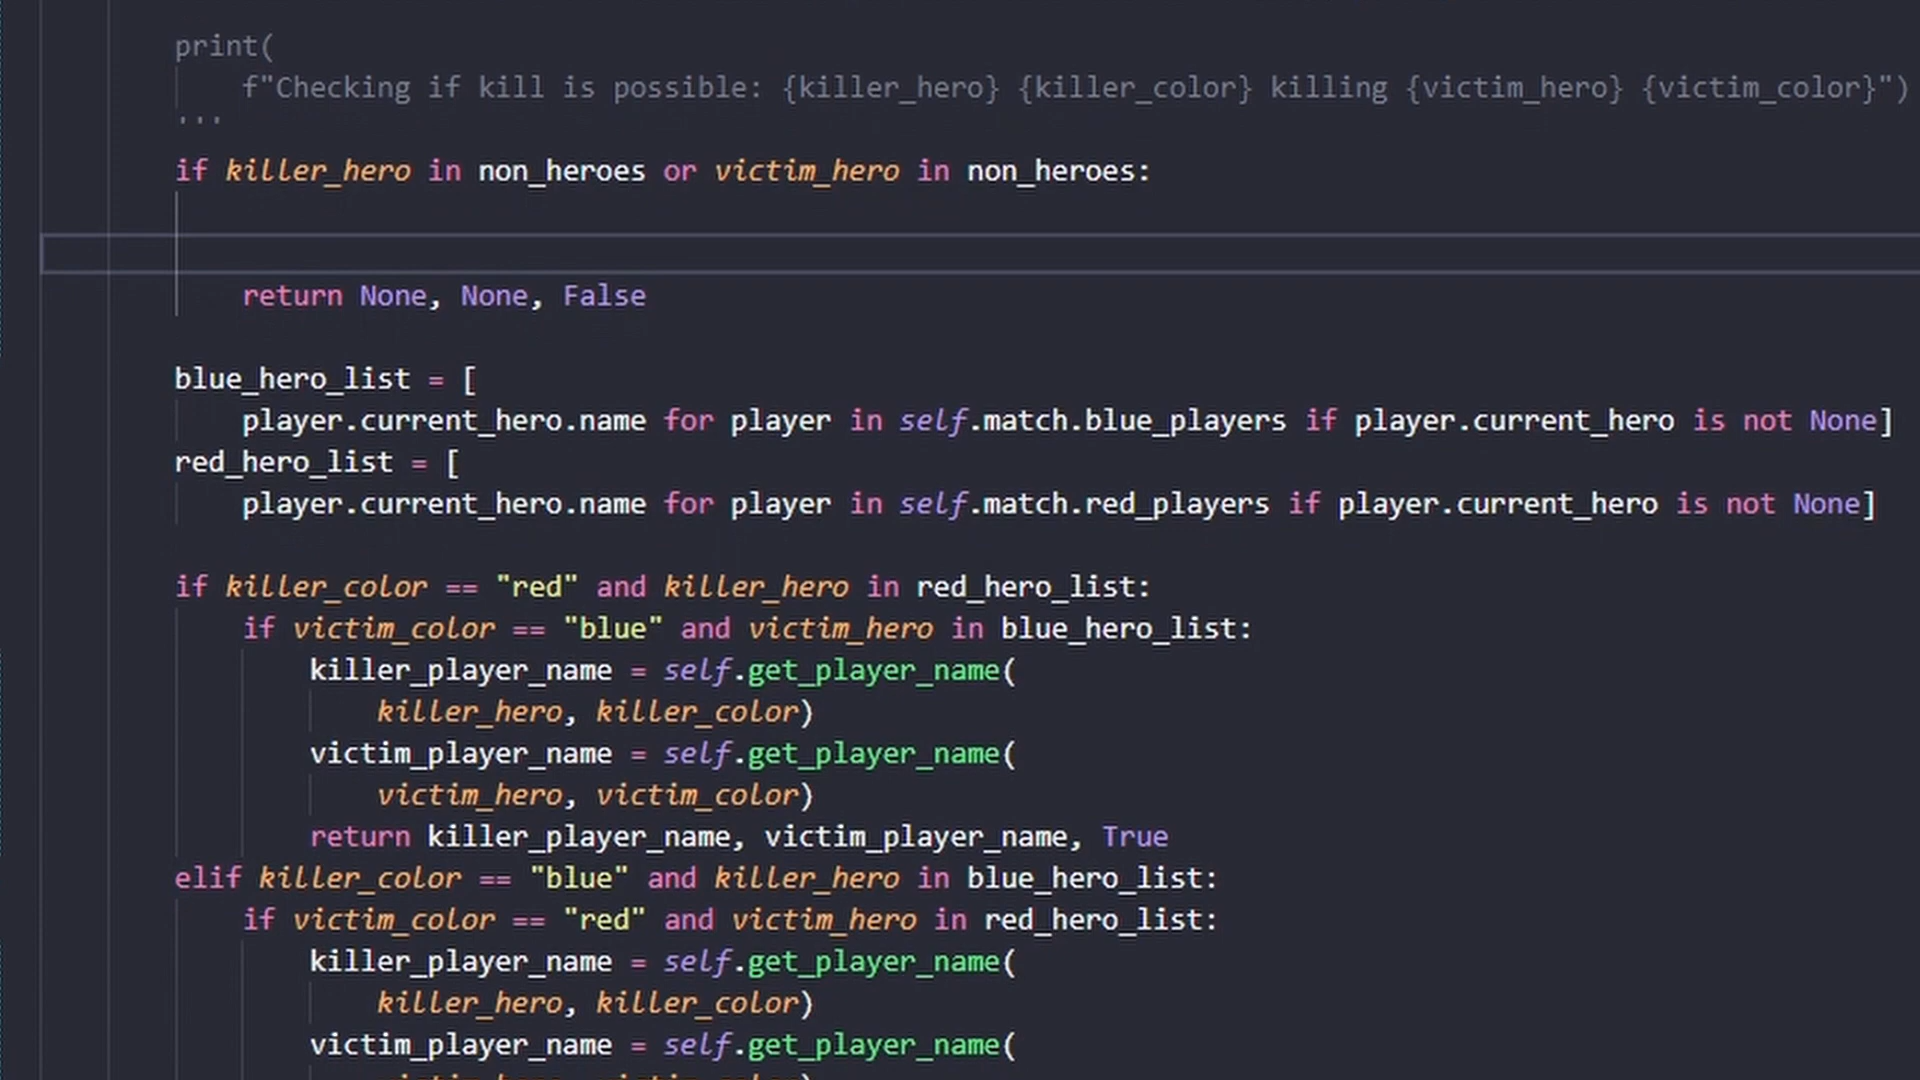 print(
f"Checking if kill is possible: {killer_hero} {killer_color} killing {victim_hero} {victim_color}")
'''
if killer_hero in non_heroes or victim_hero in non_heroes:
return None, None, False
blue_hero_list = [
player.current_hero.name for player in self.match.blue_players if player.current_hero is not None]
red_hero_list = [
player.current_hero.name for player in self.match.red_players if player.current_hero is not None]
if killer_color == "red" and killer_hero in red_hero_list:
if victim_color == "blue" and victim_hero in blue_hero_list:
killer_player_name = self.get_player_name(
killer_hero, killer_color)
victim_player_name = self.get_player_name(
victim_hero, victim_color)
return killer_player_name, victim_player_name, True
elif killer_color == "blue" and killer_hero in blue_hero_list:
if victim_color == "red" and victim_hero in red_hero_list:
killer_player_name = self.get_player_name(
killer_hero, killer_color)
victim_player_name = self.get_player_name(